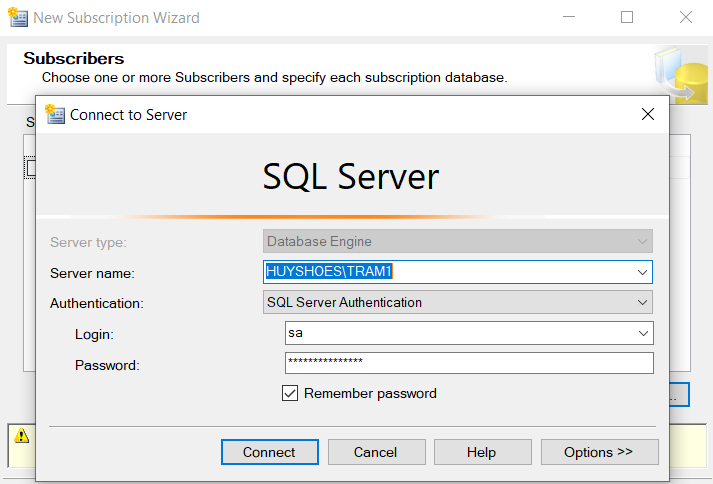 New Subscription Wizard
Subscribers
Choose one or more Subscribers and specify each subscription database.
S
Connect to Server
SQL Server
Server type:
Database Engine
Server name:
HUYSHOES\TRAM1
Authentication:
SQL Server Authentication
Login:
sa
Password:
***************
Remember password
..
Connect
Cancel
Help
Options >>